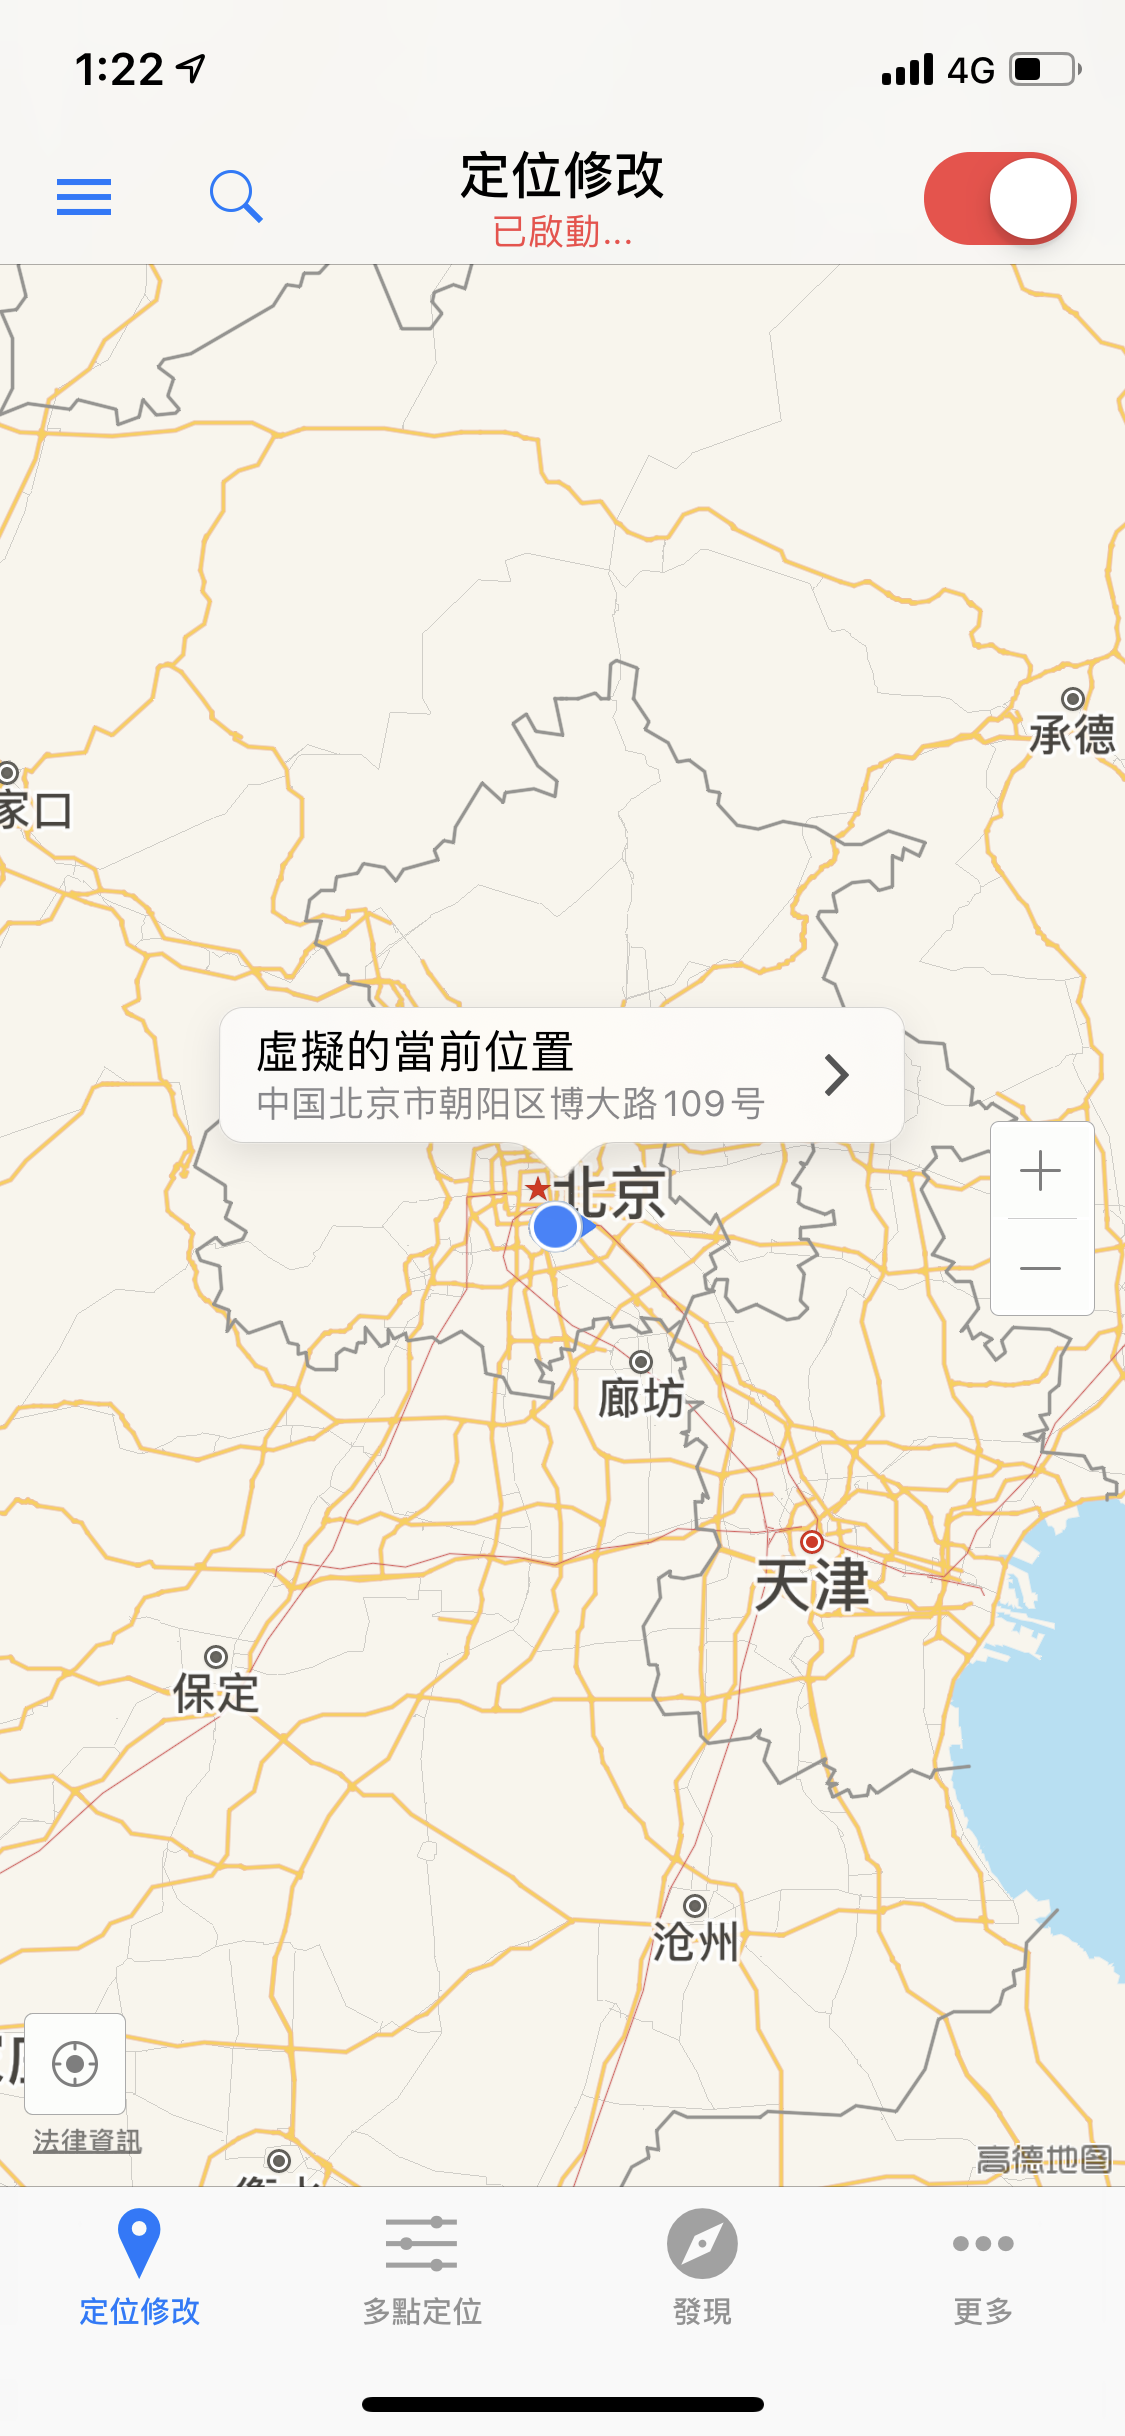 1:22
4G
定位修改
已啟動...
承德
家口
虛擬的當前位置
中国北京市朝阳区博大路109号
北京
廊坊
天津
保定
沧州
法律資訊
高德地图
定位修改
多點定位
發現
更多